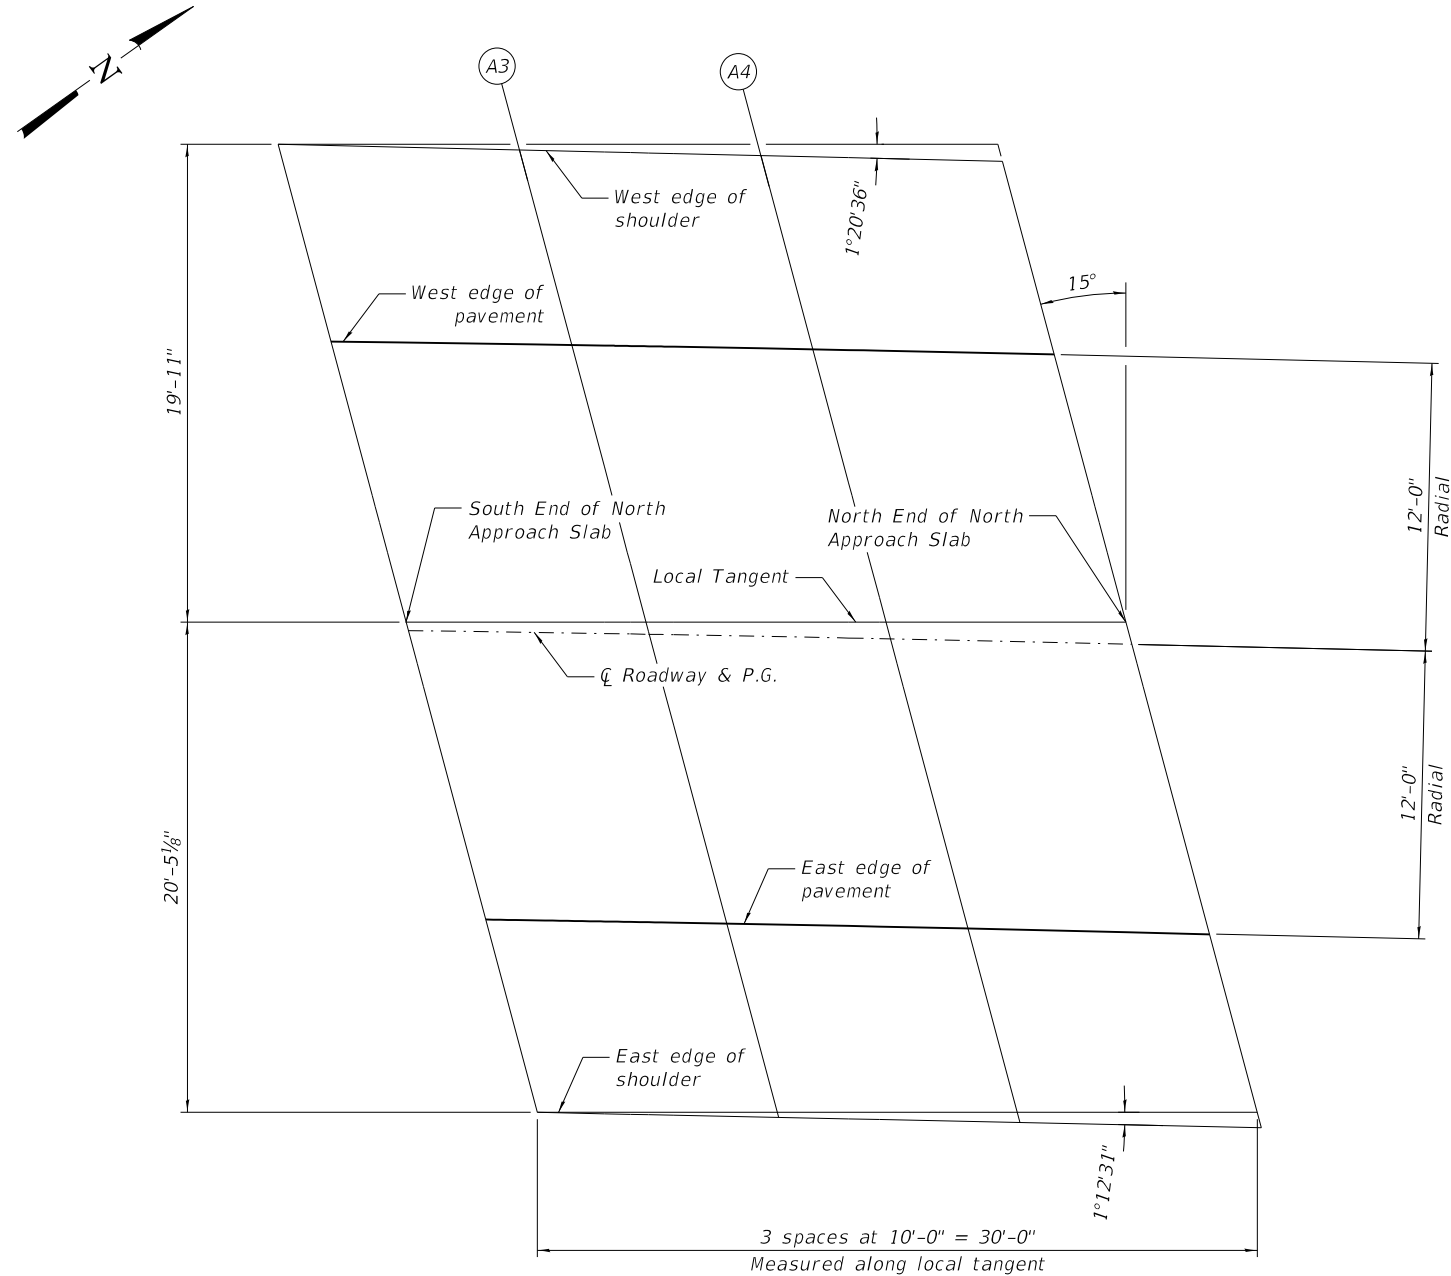 N
A3
A4
West edge of
shoulder
1°20'36"
15°
West edge of
pavement
19'-11"
12'-0"
Radial
South End of North
Approach Slab
North End of North
Approach Slab
Local Tangent
℄ Roadway & P.G.
12'-0"
Radial
20'-5⅛"
East edge of
pavement
East edge of
shoulder
1°12'31"
3 spaces at 10'-0" = 30'-0"
Measured along local tangent